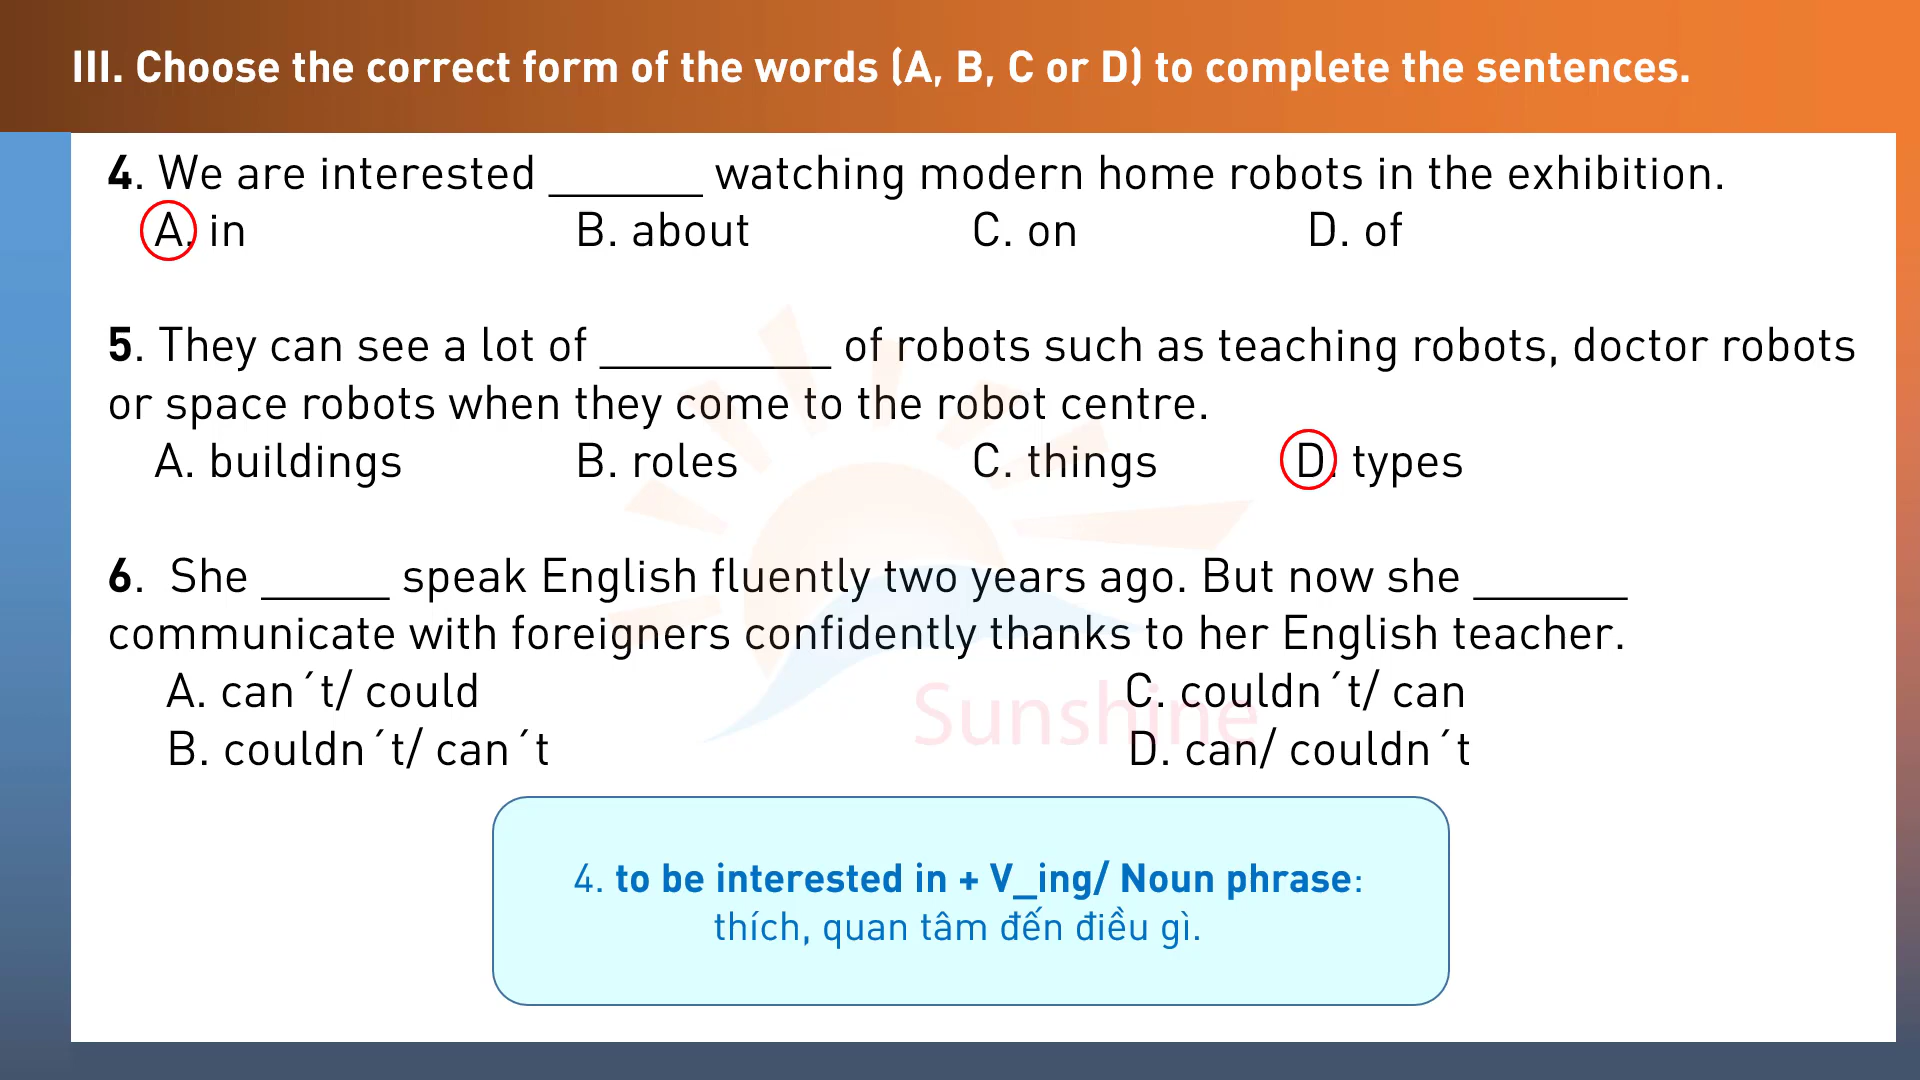 III. Choose the correct form of the words (A, B, C or D) to complete the sentences.
4. We are interested ______ watching modern home robots in the exhibition.
A. in B. about C. on D. of
5. They can see a lot of _________ of robots such as teaching robots, doctor robots
or space robots when they come to the robot centre.
A. buildings B. roles C. things D. types
6. She _____ speak English fluently two years ago. But now she ______
communicate with foreigners confidently thanks to her English teacher.
A. can´t/ could C. couldn´t/ can
Sunshine
B. couldn´t/ can´t D. can/ couldn´t
4. to be interested in + V_ing/ Noun phrase:
thích, quan tâm đến điều gì.